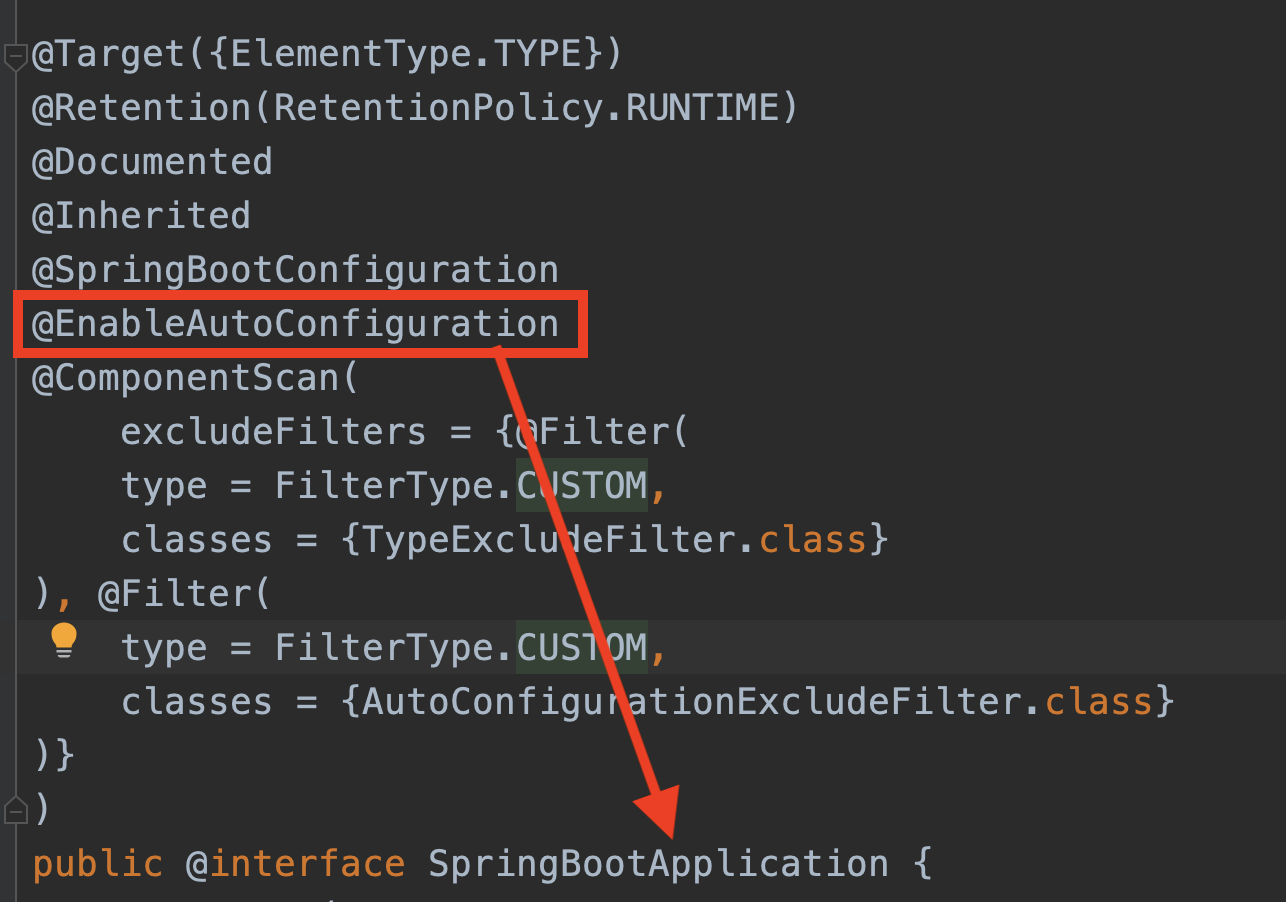 @Target({ElementType.TYPE})
@Retention(RetentionPolicy.RUNTIME)
@Documented
@Inherited
@SpringBootConfiguration
@EnableAutoConfiguration
@ComponentScan(
    excludeFilters = {@Filter(
    type = FilterType.CUSTOM,
    classes = {TypeExcludeFilter.class}
), @Filter(
    type = FilterType.CUSTOM,
    classes = {AutoConfigurationExcludeFilter.class}
)}
)
public @interface SpringBootApplication {